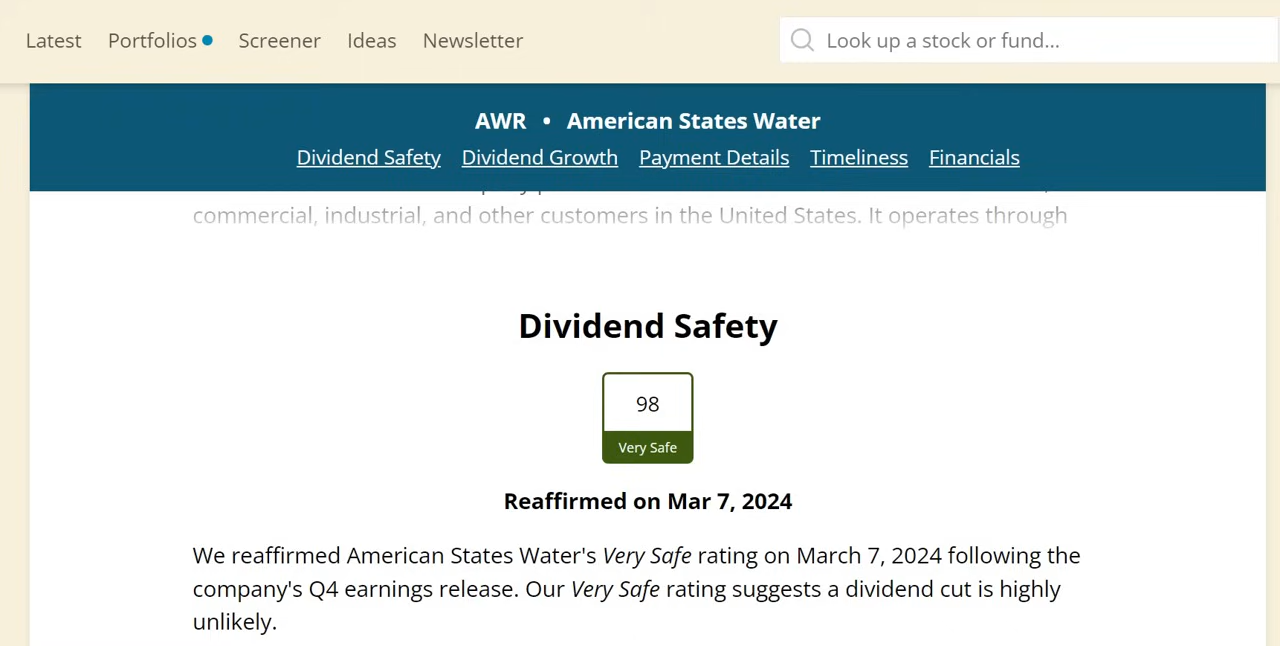 Latest Portfolios Screener Ideas Newsletter Look up a stock or fund...
AWR • American States Water
Dividend Safety Dividend Growth Payment Details Timeliness Financials
commercial, industrial, and other customers in the United States. It operates through
Dividend Safety
98
Very Safe
Reaffirmed on Mar 7, 2024
We reaffirmed American States Water's Very Safe rating on March 7, 2024 following the
company's Q4 earnings release. Our Very Safe rating suggests a dividend cut is highly
unlikely.